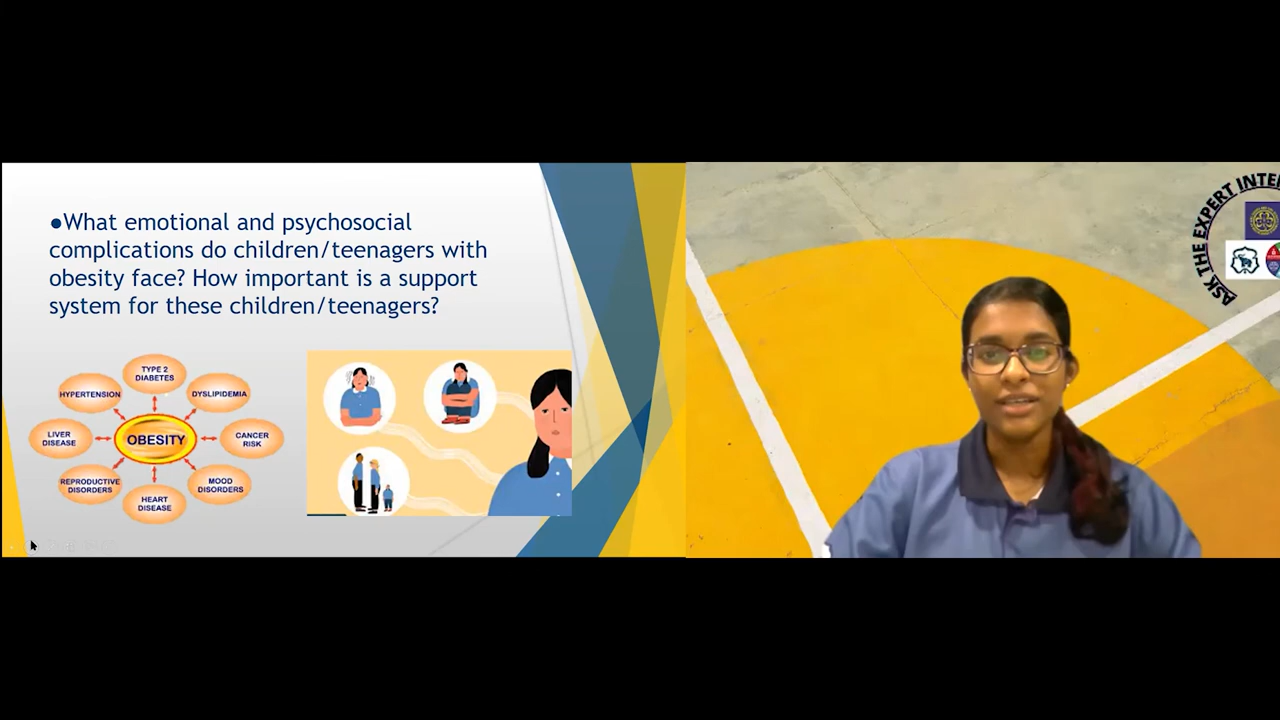 ●What emotional and psychosocial
complications do children/teenagers with
obesity face? How important is a support
system for these children/teenagers?
TYPE 2
DIABETES
HYPERTENSION
DYSLIPIDEMIA
LIVER
DISEASE
OBESITY
CANCER
RISK
REPRODUCTIVE
DISORDERS
MOOD
DISORDERS
HEART
DISEASE
ASK THE EXPERT INTE